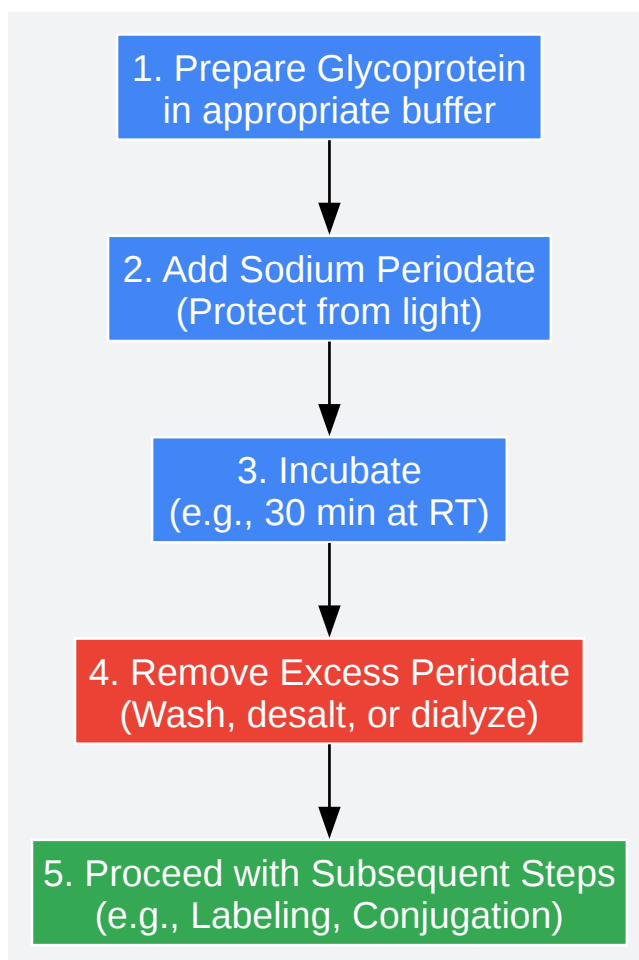 1. Prepare Glycoprotein
in appropriate buffer
2. Add Sodium Periodate
(Protect from light)
3. Incubate
(e.g., 30 min at RT)
4. Remove Excess Periodate
(Wash, desalt, or dialyze)
5. Proceed with Subsequent Steps
(e.g., Labeling, Conjugation)